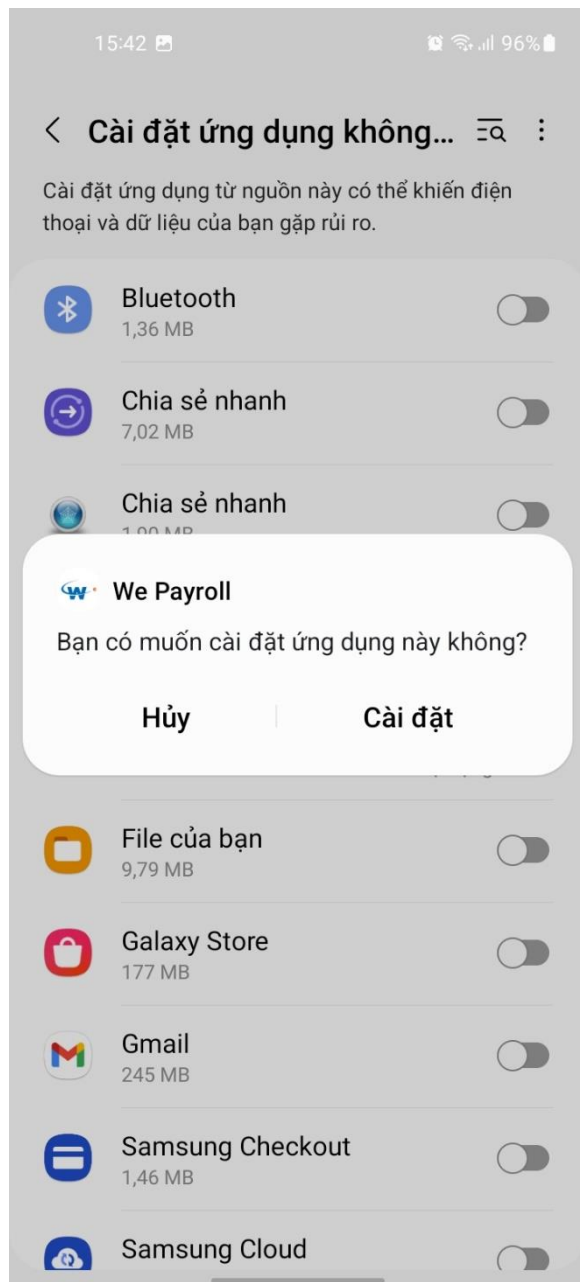 15:42
96%
Cài đặt ứng dụng không...
Cài đặt ứng dụng từ nguồn này có thể khiến điện
thoại và dữ liệu của bạn gặp rủi ro.
Bluetooth
1,36 MB
Chia sẻ nhanh
7,02 MB
Chia sẻ nhanh
1,90 MB
W
We Payroll
Bạn có muốn cài đặt ứng dụng này không?
Hủy
Cài đặt
File của bạn
9,79 MB
Galaxy Store
177 MB
Gmail
245 MB
Samsung Checkout
1,46 MB
Samsung Cloud